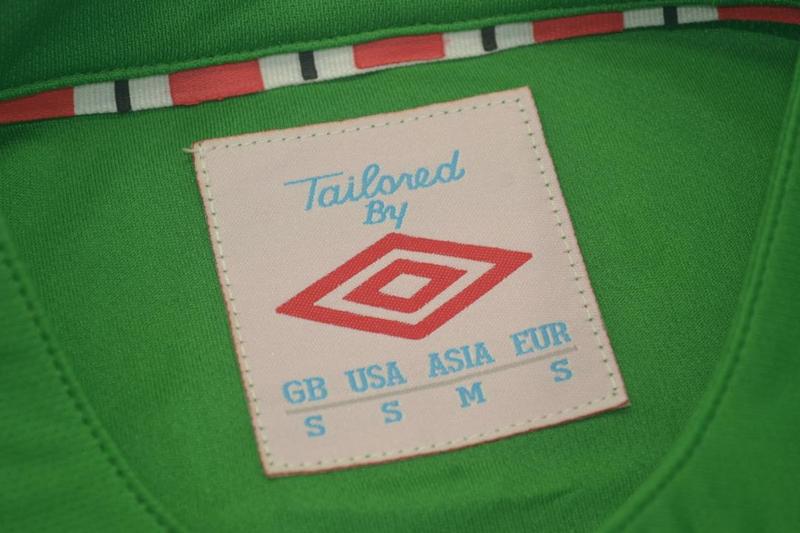 Tailored
By
GB USA ASIA EUR
S S M S